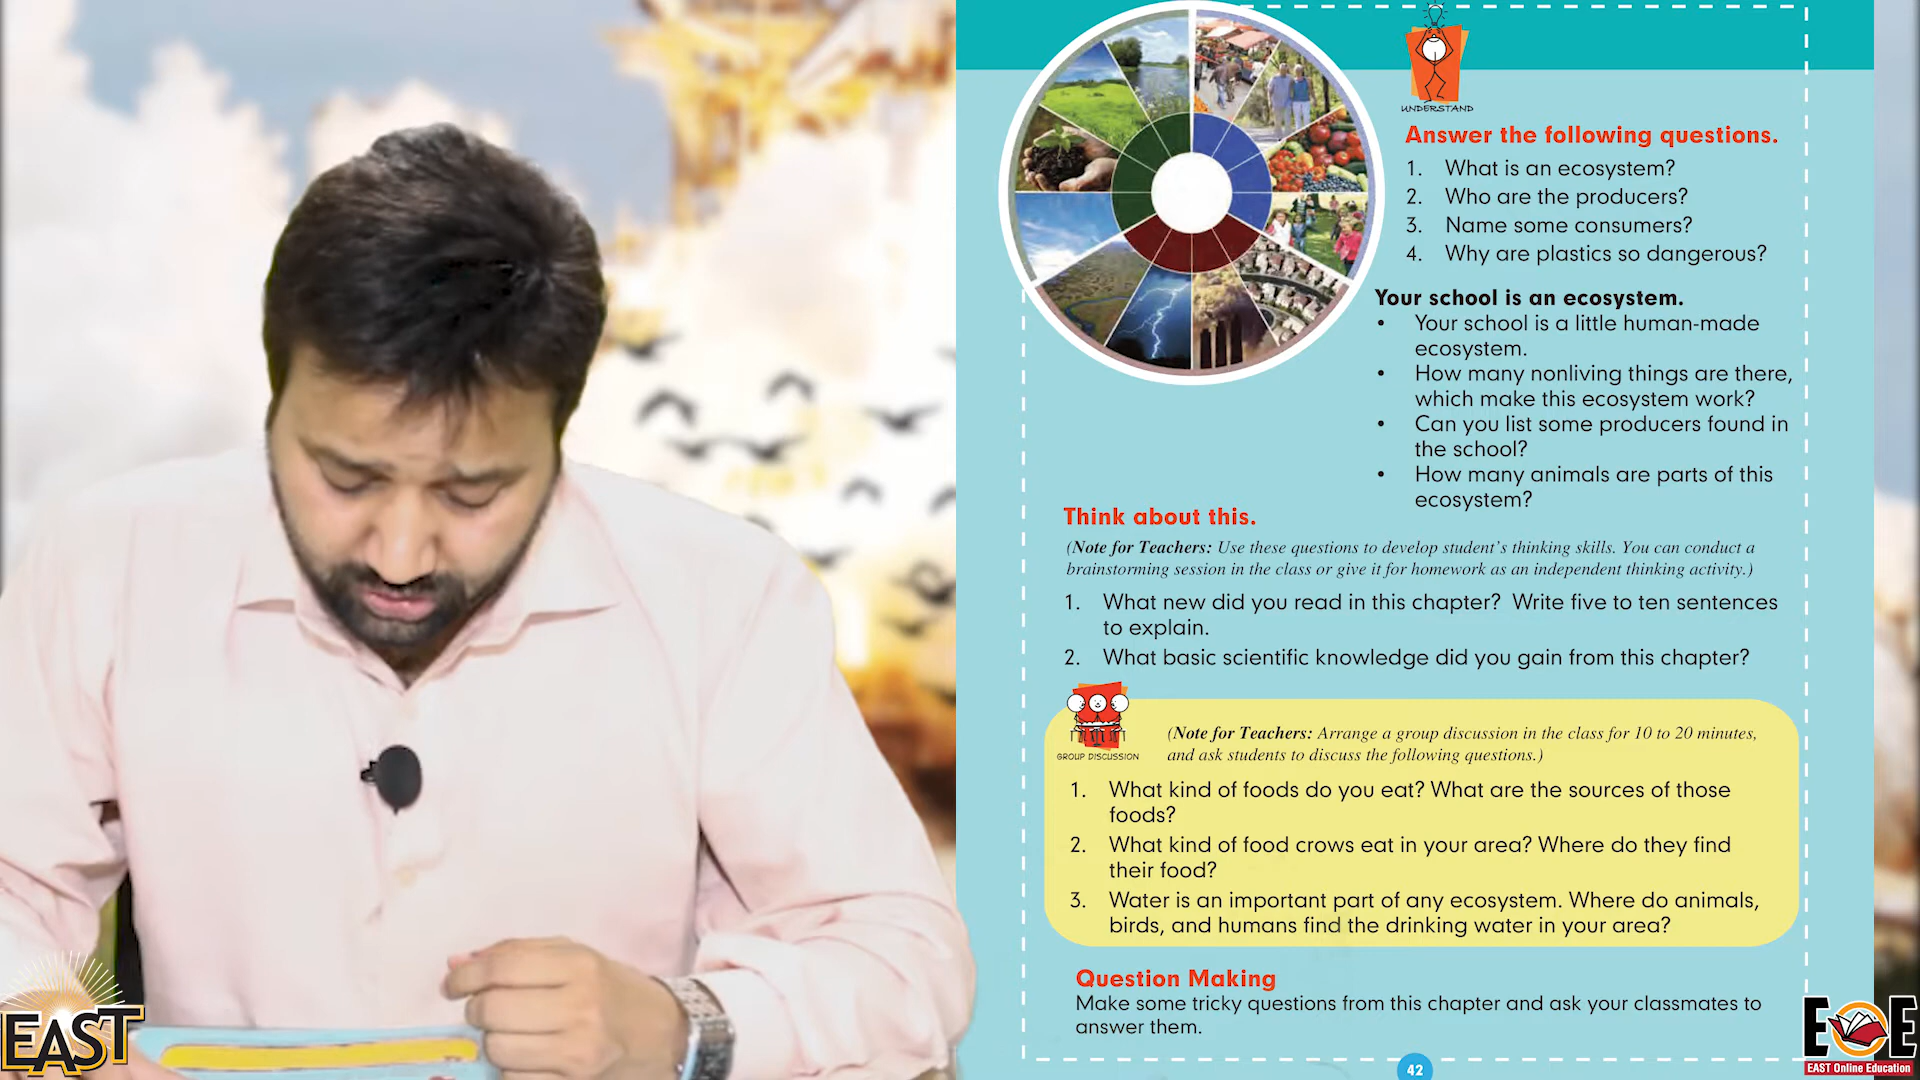 UNDERSTAND
Answer the following questions.
1. What is an ecosystem?
2. Who are the producers?
3. Name some consumers?
4. Why are plastics so dangerous?
Your school is an ecosystem.
• Your school is a little human-made
ecosystem.
• How many nonliving things are there,
which make this ecosystem work?
• Can you list some producers found in
the school?
• How many animals are parts of this
ecosystem?
Think about this.
(Note for Teachers: Use these questions to develop student's thinking skills. You can conduct a
brainstorming session in the class or give it for homework as an independent thinking activity.)
1. What new did you read in this chapter? Write five to ten sentences
to explain.
2. What basic scientific knowledge did you gain from this chapter?
GROUP DISCUSSION
(Note for Teachers: Arrange a group discussion in the class for 10 to 20 minutes,
and ask students to discuss the following questions.)
1. What kind of foods do you eat? What are the sources of those
foods?
2. What kind of food crows eat in your area? Where do they find
their food?
3. Water is an important part of any ecosystem. Where do animals,
birds, and humans find the drinking water in your area?
Question Making
Make some tricky questions from this chapter and ask your classmates to
answer them.
42
EAST
EOE
EAST Online Education